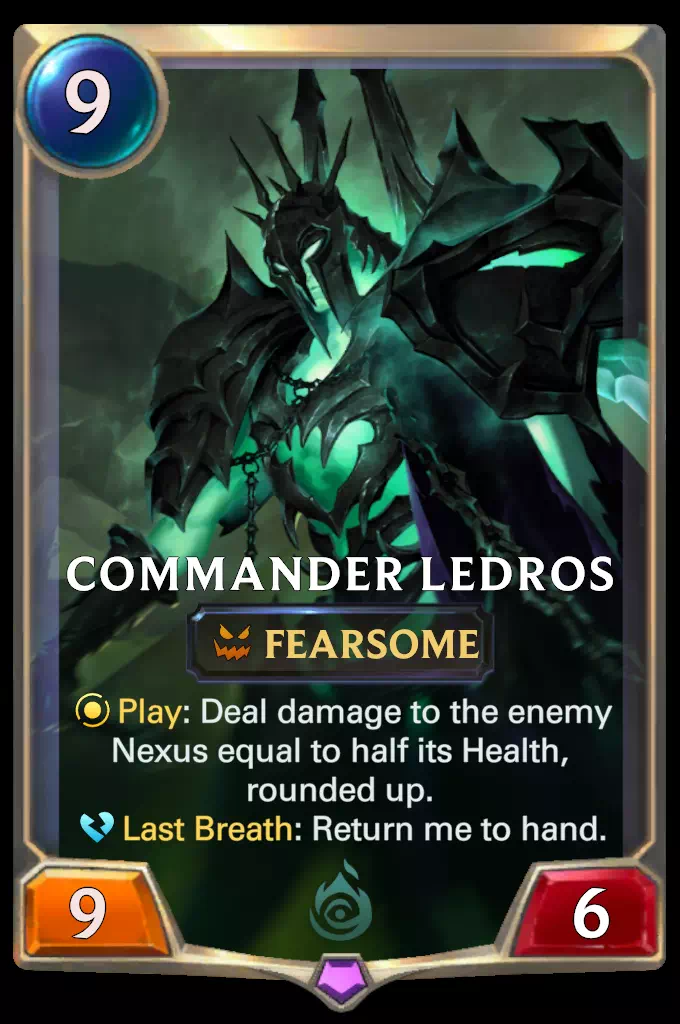 9
COMMANDER LEDROS
FEARSOME
Play: Deal damage to the enemy
Nexus equal to half its Health,
rounded up.
Last Breath: Return me to hand.
9
6